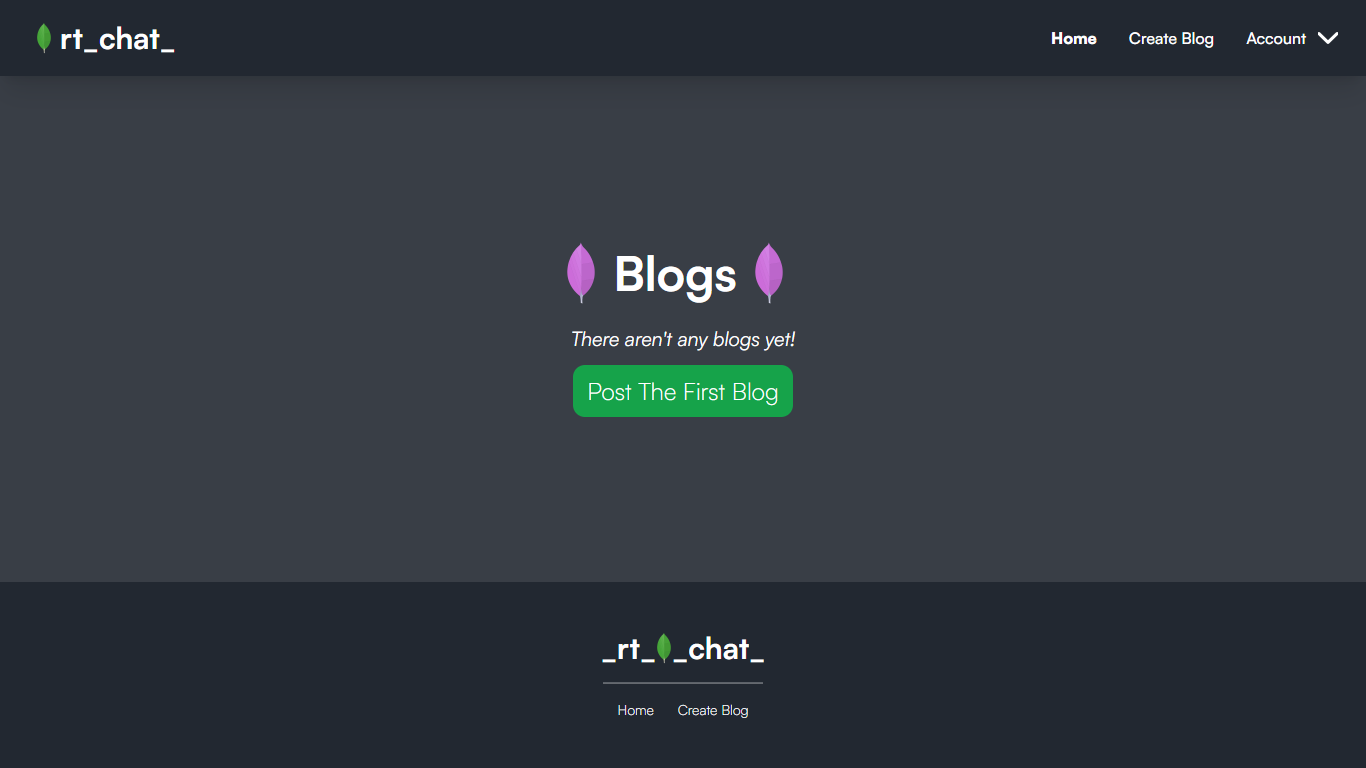 rt_chat_
Home Create Blog Account
Blogs
There aren't any blogs yet!
Post The First Blog
_rt_ _chat_
Home Create Blog